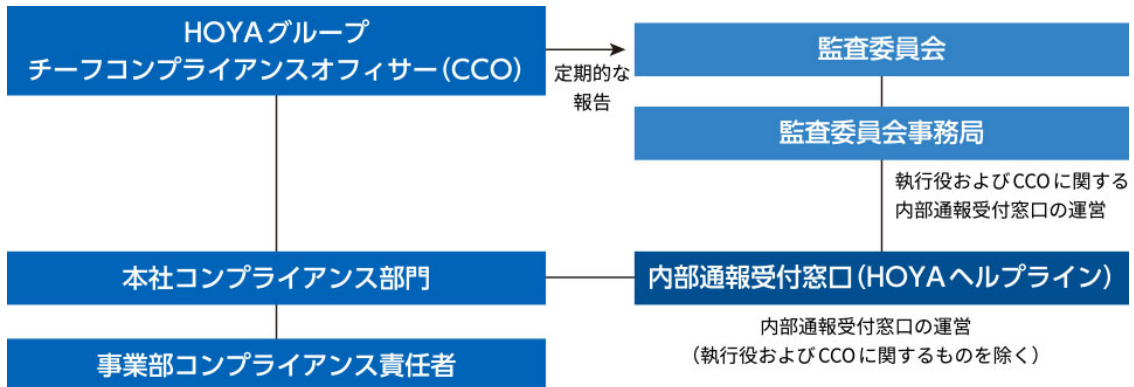 HOYAグループ
チーフコンプライアンスオフィサー(CCO)
定期的な
報告
監査委員会
監査委員会事務局
執行役およびCCOに関する
内部通報受付窓口の運営
本社コンプライアンス部門
内部通報受付窓口(HOYAヘルプライン)
内部通報受付窓口の運営
(執行役およびCCOに関するものを除く)
事業部コンプライアンス責任者